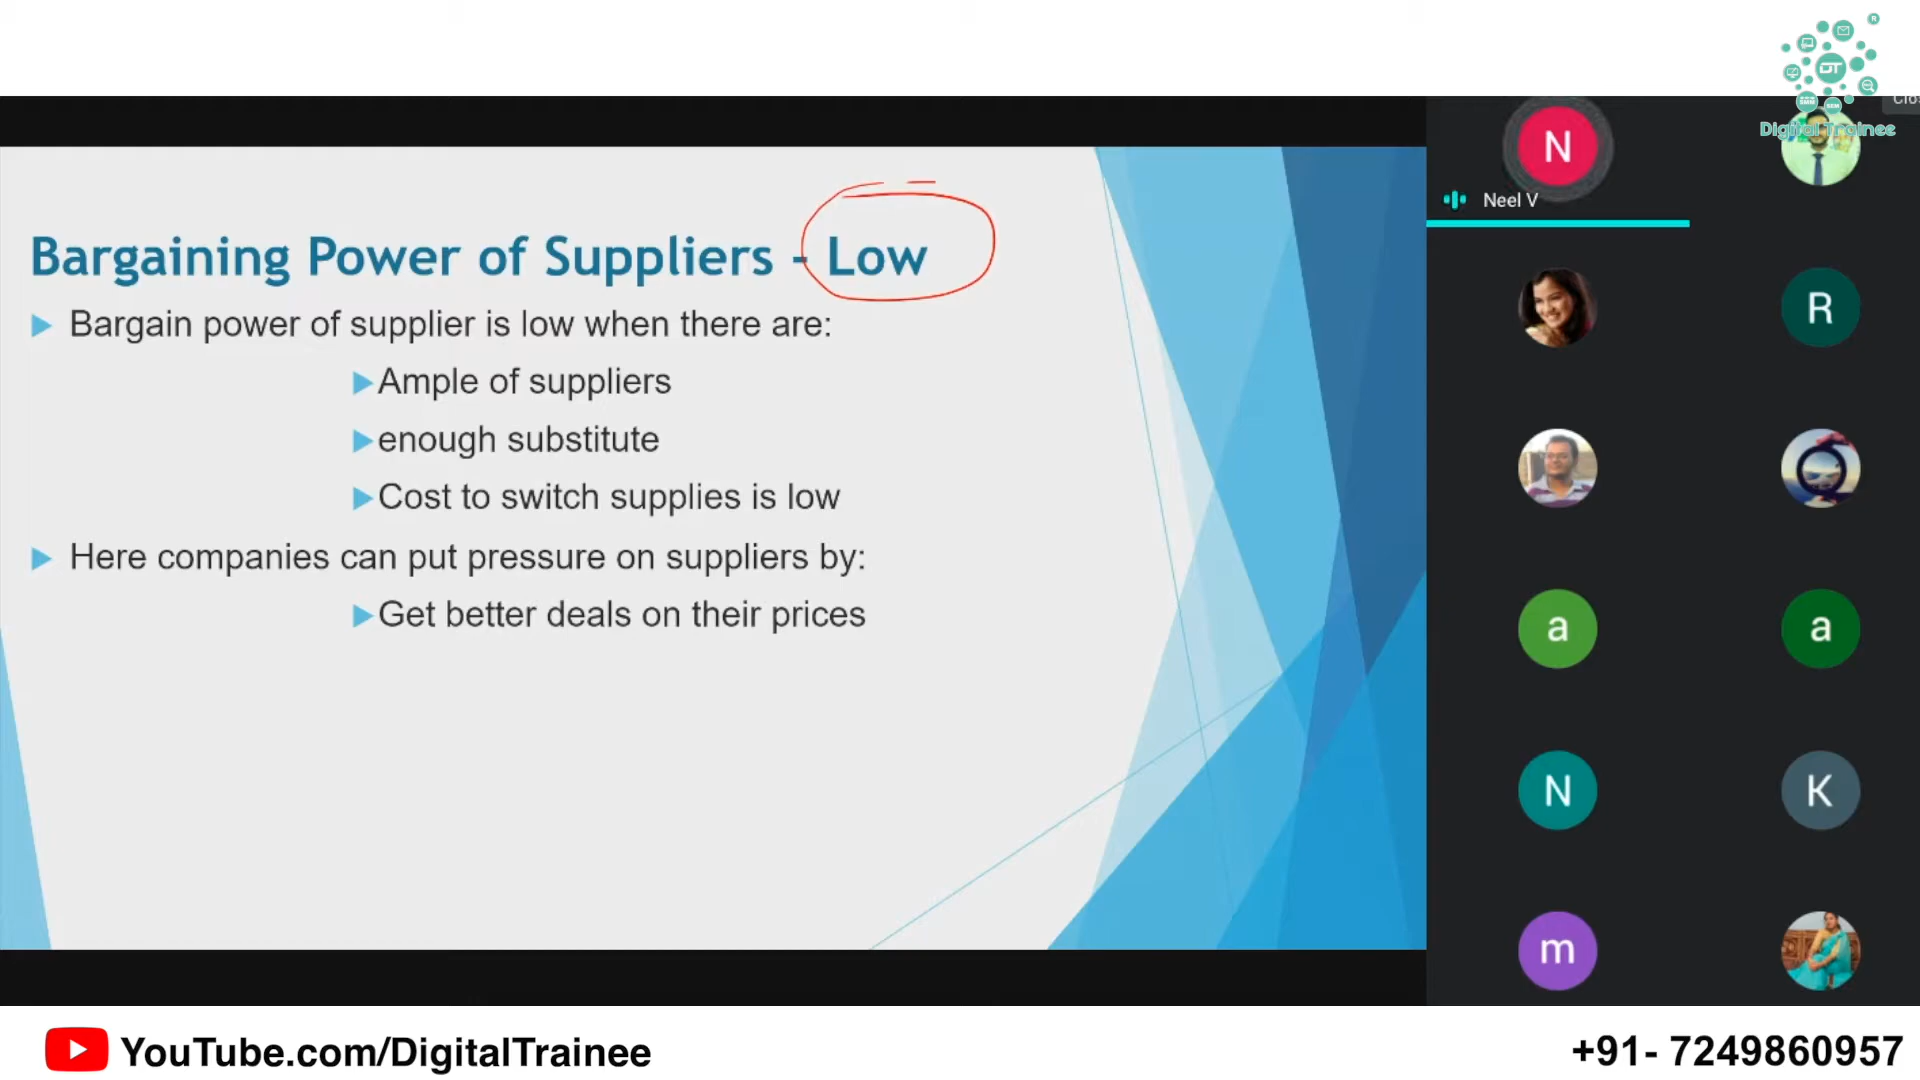 Digital Trainee
DT
Clo
N
Neel V
Bargaining Power of Suppliers - Low
Bargain power of supplier is low when there are:
Ample of suppliers
enough substitute
Cost to switch supplies is low
Here companies can put pressure on suppliers by:
Get better deals on their prices
R
a
a
N
K
m
YouTube.com/DigitalTrainee
+91- 7249860957